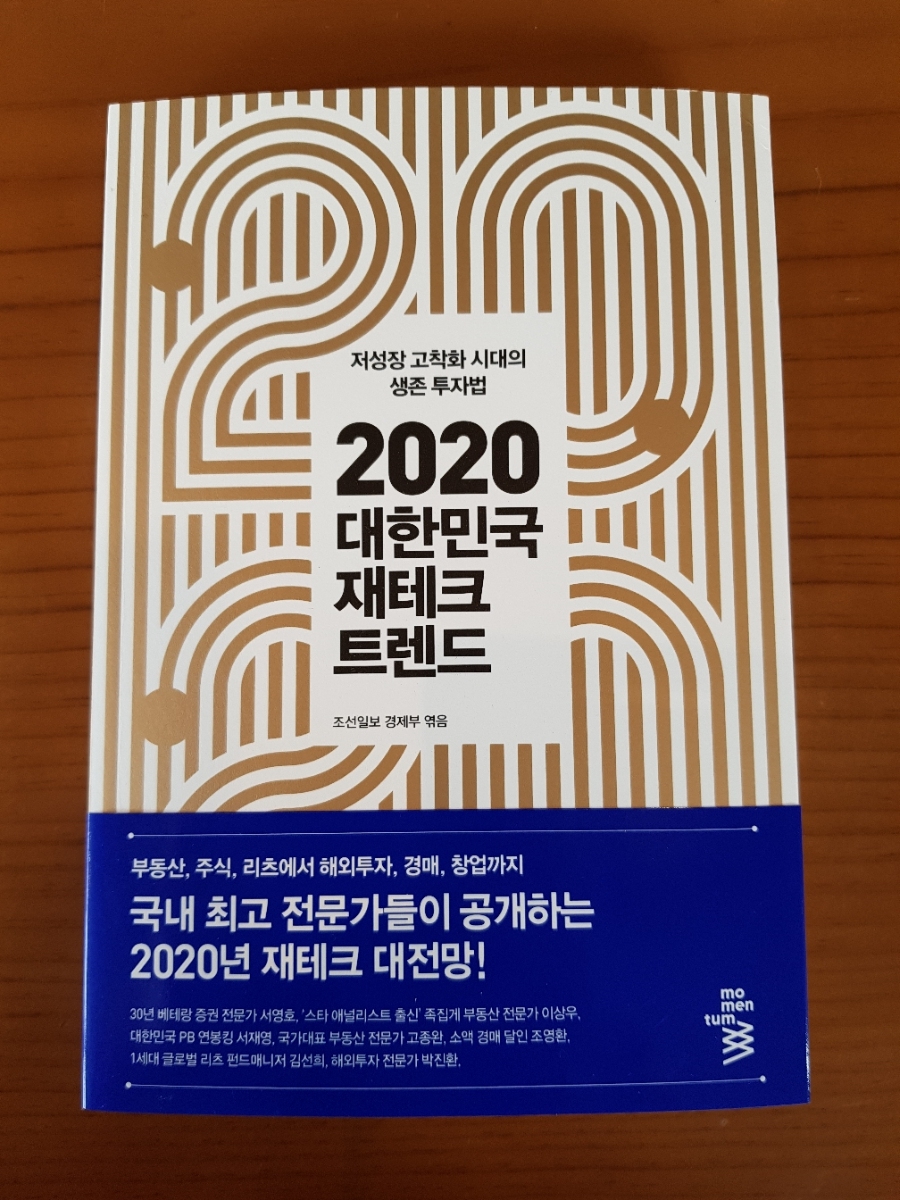 저성장 고착화 시대의
생존 투자법
2020
대한민국
재테크
트렌드
조선일보 경제부 엮음
부동산, 주식, 리츠에서 해외투자, 경매, 창업까지
국내 최고 전문가들이 공개하는
2020년 재테크 대전망!
30년 베테랑 증권 전문가 서영호, '스타 애널리스트 출신' 족집게 부동산 전문가 이상우,
대한민국 PB 연봉킹 서재영, 국가대표 부동산 전문가 고종완, 소액 경매 달인 조영환,
1세대 글로벌 리츠 펀드매니저 김선희, 해외투자 전문가 박진환.
mo
men
tum